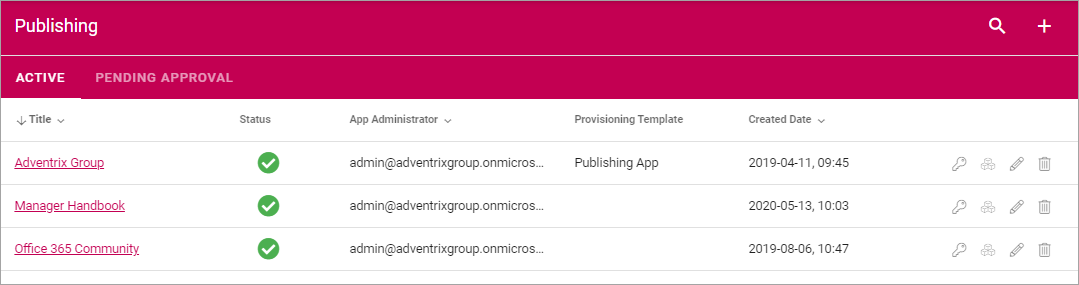 Publishing
ACTIVE PENDING APPROVAL
Title Status App Administrator Provisioning Template Created Date
Adventrix Group admin@adventrixgroup.onmicros... Publishing App 2019-04-11, 09:45
Manager Handbook admin@adventrixgroup.onmicros... 2020-05-13, 10:03
Office 365 Community admin@adventrixgroup.onmicros... 2019-08-06, 10:47